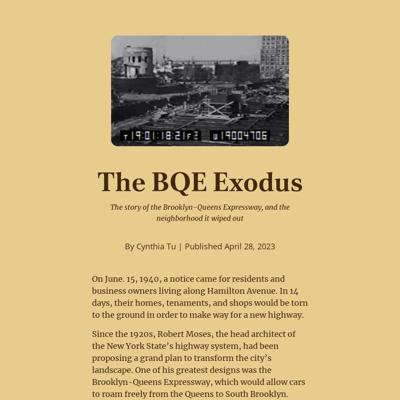 T 19:01:18:21F2 W 19004706
The BQE Exodus
The story of the Brooklyn-Queens Expressway, and the
neighborhood it wiped out
By Cynthia Tu | Published April 28, 2023
On June. 15, 1940, a notice came for residents and
business owners living along Hamilton Avenue. In 14
days, their homes, tenaments, and shops would be torn
to the ground in order to make way for a new highway.
Since the 1920s, Robert Moses, the head architect of
the New York State's highway system, had been
proposing a grand plan to transform the city's
landscape. One of his greatest designs was the
Brooklyn-Queens Expressway, which would allow cars
to roam freely from the Queens to South Brooklyn.